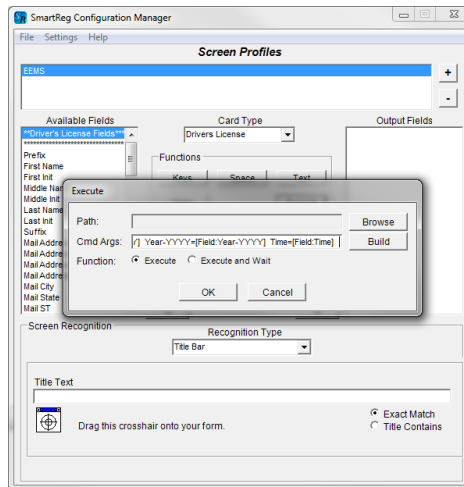 SmartReg Configuration Manager
File Settings Help
Screen Profiles
EEMS
+
-
Available Fields
Card Type
Output Fields
**Driver's License Fields***
Drivers License
Prefix
First Name
First Init
Middle Init
Last Name
Last Init
Suffix
Mail City
Mail State
Mail ST
Functions
Keys Space Text
Execute
Path:
Browse
Cmd Args:
Year-YYYY=[Field:Year-YYYY] Time=[Field:Time]
Build
Function:
Execute
Execute and Wait
OK
Cancel
Screen Recognition
Recognition Type
Title Bar
Title Text
Drag this crosshair onto your form.
Exact Match
Title Contains